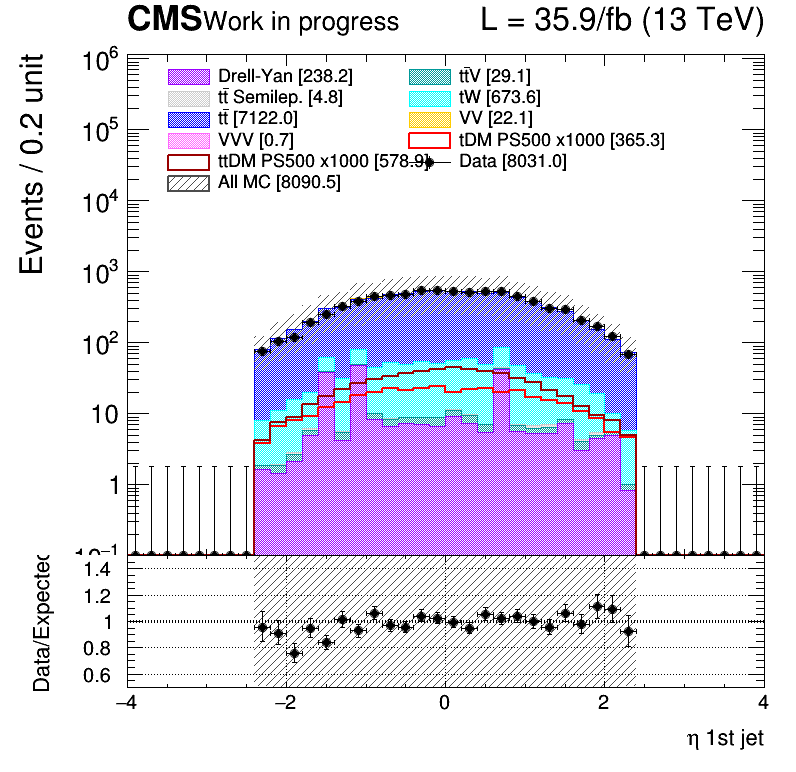 CMS Work in progress L = 35.9/fb (13 TeV)
Events / 0.2 unit
10⁶
10⁵
10⁴
10³
10²
10
1
10⁻¹
Drell-Yan [238.2]
tt̄V [29.1]
tt̄ Semilep. [4.8]
tW [673.6]
tt̄ [7122.0]
VV [22.1]
VVV [0.7]
tDM PS500 x1000 [365.3]
ttDM PS500 x1000 [578.9]
Data [8031.0]
All MC [8090.5]
Data/Expected
1.4
1.2
1
0.8
0.6
−4 −2 0 2 4
η 1st jet